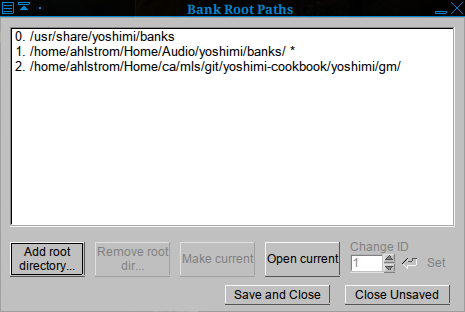 Bank Root Paths
0. /usr/share/yoshimi/banks
1. /home/ahlstrom/Home/Audio/yoshimi/banks/ *
2. /home/ahlstrom/Home/ca/mls/git/yoshimi-cookbook/yoshimi/gm/
Add root
directory...
Remove root
dir...
Make current
Open current
Change ID
1
Set
Save and Close
Close Unsaved